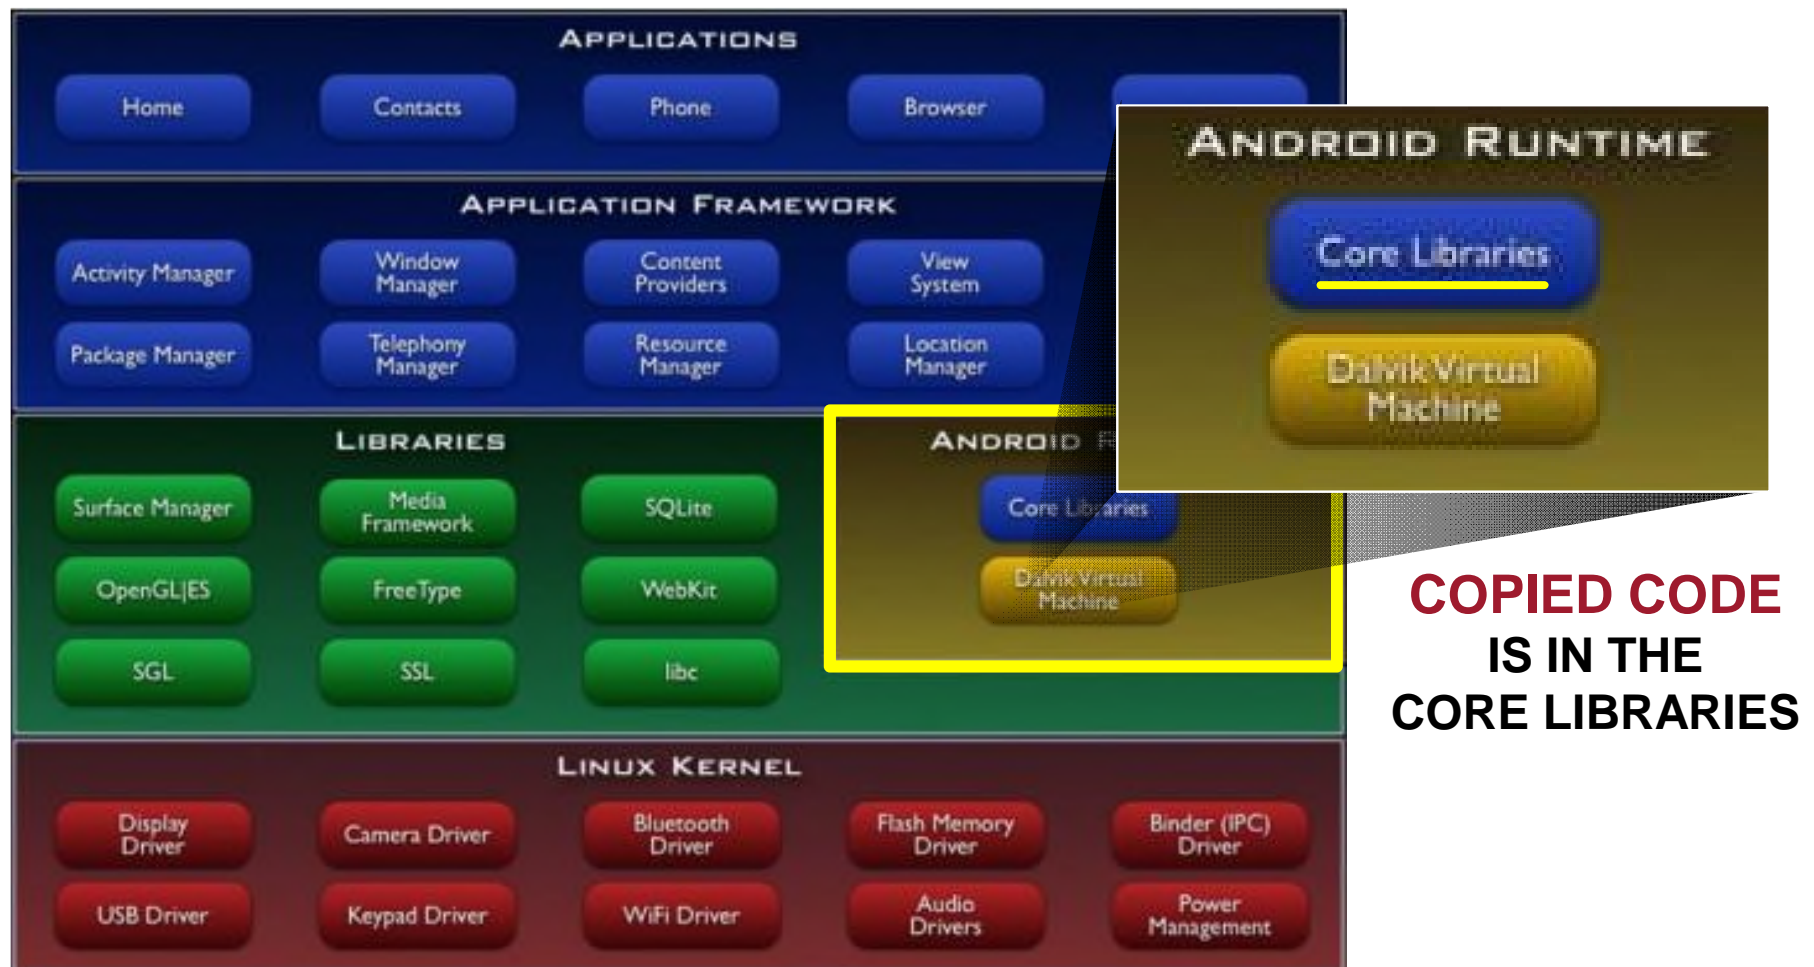 APPLICATIONS
Home
Contacts
Phone
Browser
APPLICATION FRAMEWORK
Activity Manager
Window
Manager
Content
Providers
View
System
Package Manager
Telephony
Manager
Resource
Manager
Location
Manager
ANDROID RUNTIME
Core Libraries
Dalvik Virtual
Machine
LIBRARIES
Surface Manager
Media
Framework
SQLite
OpenGL|ES
FreeType
WebKit
SGL
SSL
libc
ANDROID
Core Libraries
Dalvik Virtual
Machine
COPIED CODE
IS IN THE
CORE LIBRARIES
LINUX KERNEL
Display
Driver
Camera Driver
Bluetooth
Driver
Flash Memory
Driver
Binder (IPC)
Driver
USB Driver
Keypad Driver
WiFi Driver
Audio
Drivers
Power
Management